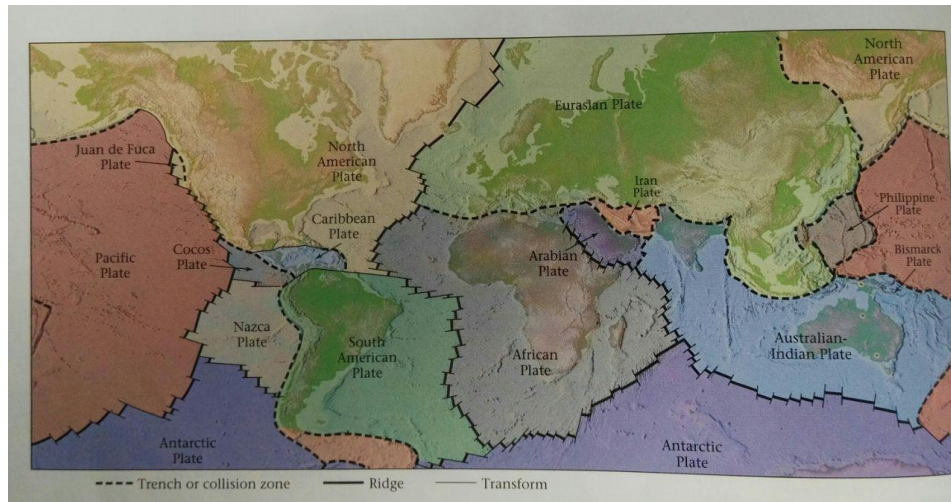 North
American
Plate
Eurasian Plate
Juan de Fuca
Plate
North
American
Plate
Iran
Plate
Philippine
Plate
Caribbean
Plate
Cocos
Plate
Pacific
Plate
Arabian
Plate
Bismarck
Plate
Nazca
Plate
South
American
Plate
African
Plate
Australian-
Indian Plate
Antarctic
Plate
Antarctic
Plate
Trench or collision zone
Ridge
Transform